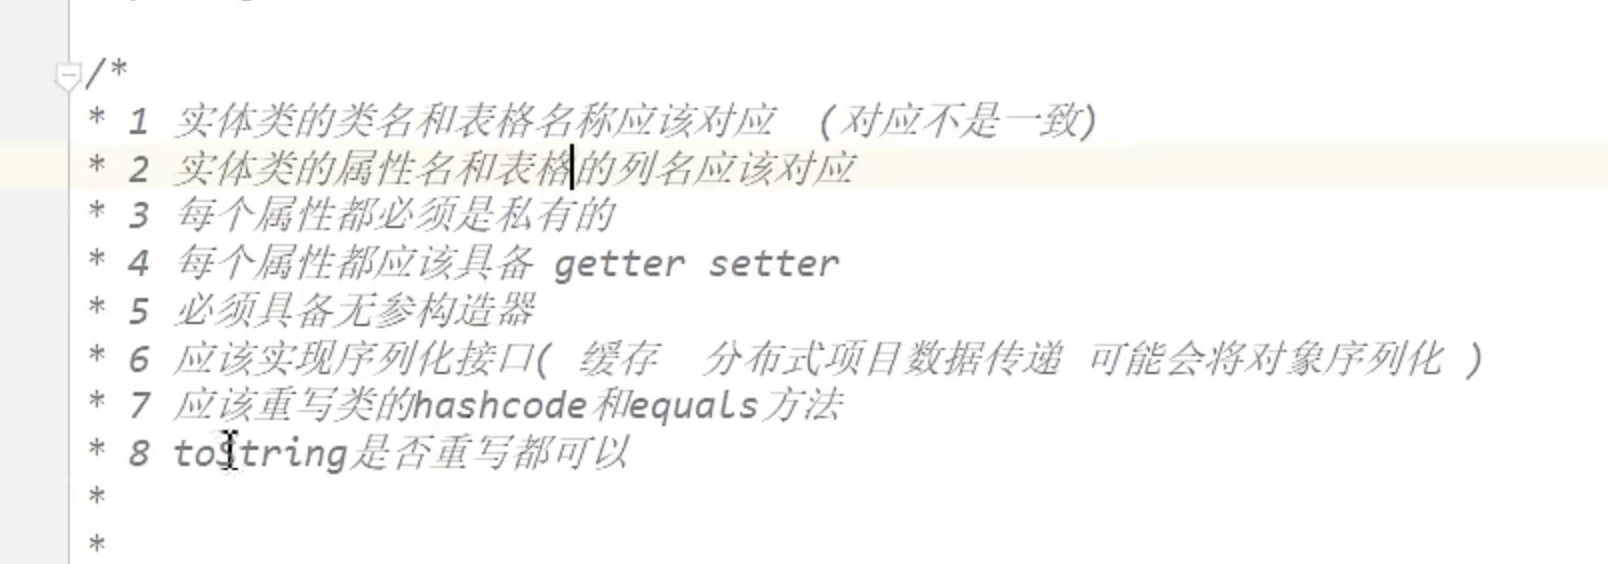 /*
* 1 实体类的类名和表格名称应该对应 (对应不是一致)
* 2 实体类的属性名和表格的列名应该对应
* 3 每个属性都必须是私有的
* 4 每个属性都应该具备 getter setter
* 5 必须具备无参构造器
* 6 应该实现序列化接口( 缓存 分布式项目数据传递 可能会将对象序列化 )
* 7 应该重写类的hashcode和equals方法
* 8 toString是否重写都可以
*
*